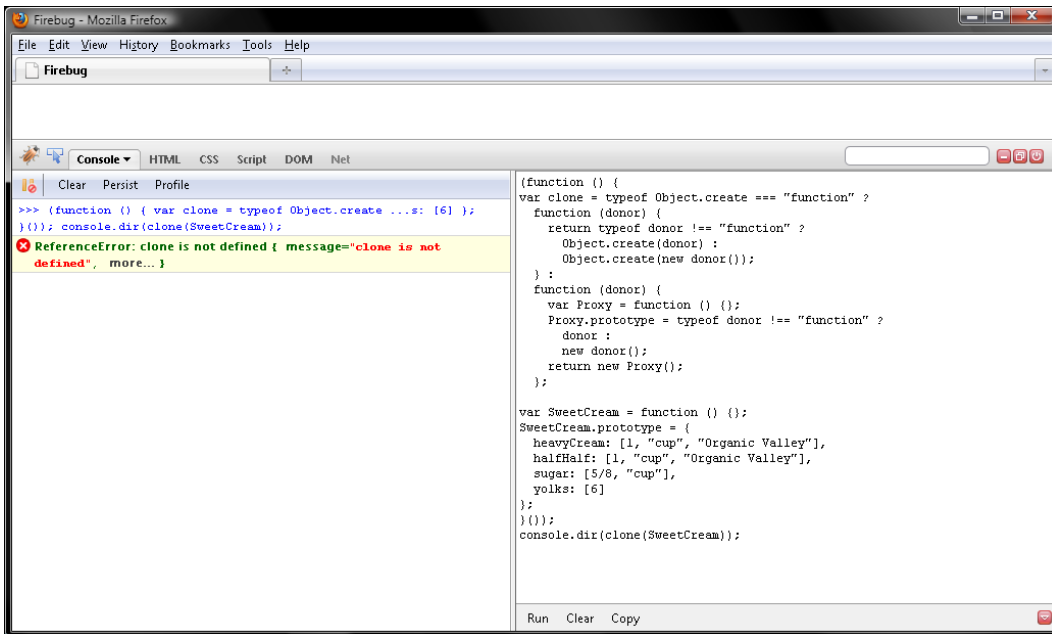 Firebug - Mozilla Firefox
File Edit View History Bookmarks Tools Help
Firebug
Console HTML CSS Script DOM Net
Clear Persist Profile
>>> (function () { var clone = typeof Object.create ...s: [6] };
}()); console.dir(clone(SweetCream));
ReferenceError: clone is not defined { message="clone is not
defined", more... }
(function () {
var clone = typeof Object.create === "function" ?
function (donor) {
return typeof donor !== "function" ?
Object.create(donor) :
Object.create(new donor());
} :
function (donor) {
var Proxy = function () {};
Proxy.prototype = typeof donor !== "function" ?
donor :
new donor();
return new Proxy();
};
var SweetCream = function () {};
SweetCream.prototype = {
heavyCream: [1, "cup", "Organic Valley"],
halfHalf: [1, "cup", "Organic Valley"],
sugar: [5/8, "cup"],
yolks: [6]
};
}());
console.dir(clone(SweetCream));
Run Clear Copy